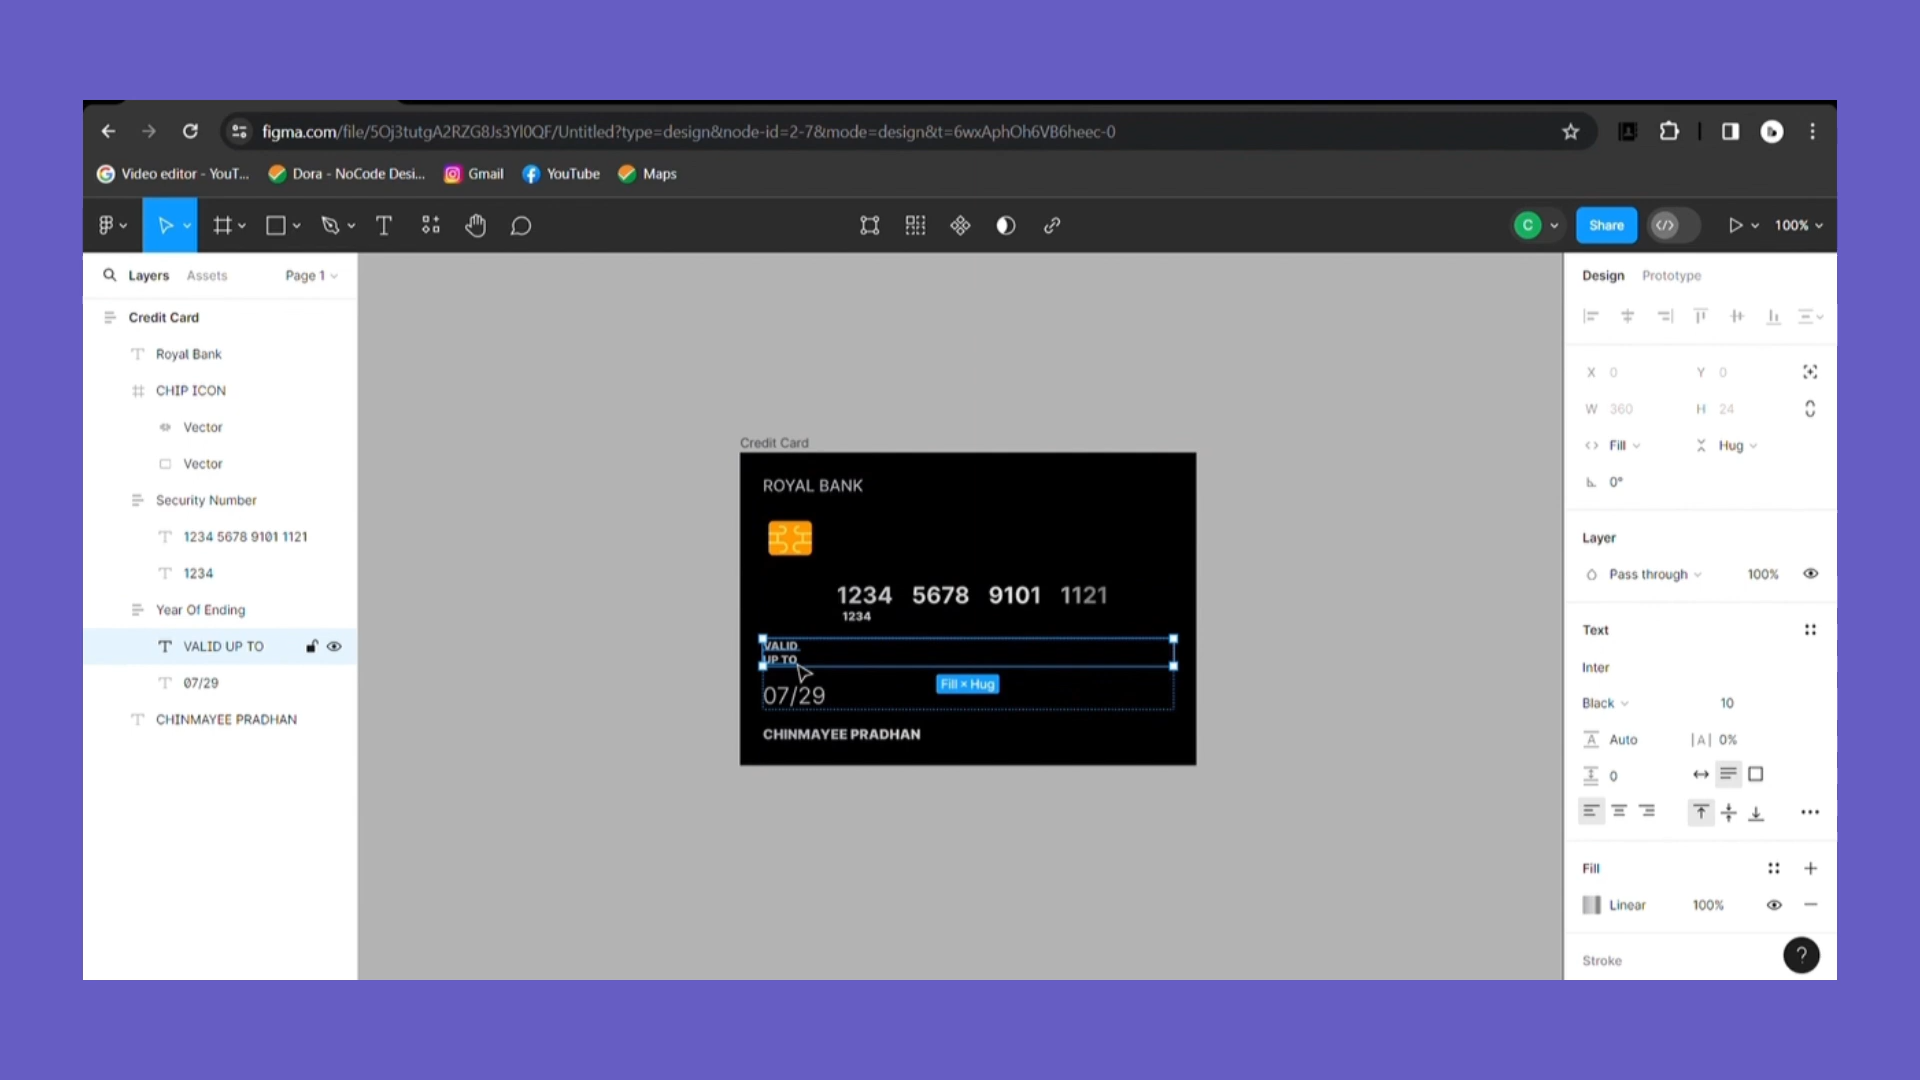 figma.com/file/5Oj3tutgA2RZG8Js3Yl0QF/Untitled?type=design&node-id=2-7&mode=design&t=6wxAphOh6VB6heec-0
Video editor - YouT...
Dora - NoCode Desi...
Gmail
YouTube
Maps
C
Share
100%
Layers
Assets
Page 1
Credit Card
Royal Bank
CHIP ICON
Vector
Vector
Security Number
1234 5678 9101 1121
1234
Year Of Ending
VALID UP TO
07/29
CHINMAYEE PRADHAN
Credit Card
ROYAL BANK
1234 5678 9101 1121
1234
VALID
UP TO
Fill × Hug
07/29
CHINMAYEE PRADHAN
Design
Prototype
X 0
Y 0
W 360
H 24
Fill
Hug
0°
Layer
Pass through
100%
Text
Inter
Black
10
Auto
|A| 0%
0
Fill
Linear
100%
Stroke
?